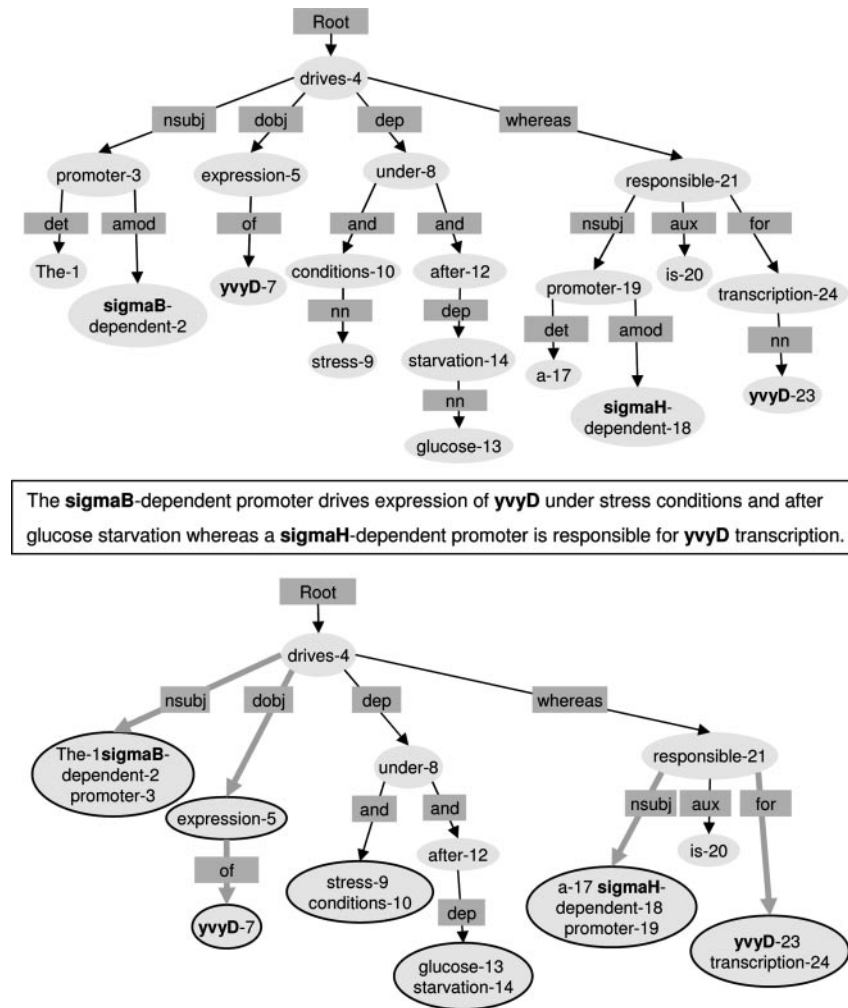 Root
drives-4
nsubj dobj dep whereas
promoter-3 expression-5 under-8 responsible-21
det amod of and and nsubj aux for
The-1 yvyD-7 conditions-10 after-12 promoter-19 is-20 transcription-24
sigmaB-
dependent-2
nn dep det amod nn
stress-9 starvation-14 a-17 yvyD-23
sigmaH-
dependent-18
nn
glucose-13
The sigmaB-dependent promoter drives expression of yvyD under stress conditions and after
glucose starvation whereas a sigmaH-dependent promoter is responsible for yvyD transcription.
Root
drives-4
nsubj dobj dep whereas
The-1sigmaB-
dependent-2
promoter-3
expression-5
under-8
responsible-21
of and and nsubj aux for
yvyD-7
stress-9
conditions-10
after-12
is-20
dep
glucose-13
starvation-14
a-17 sigmaH-
dependent-18
promoter-19
yvyD-23
transcription-24